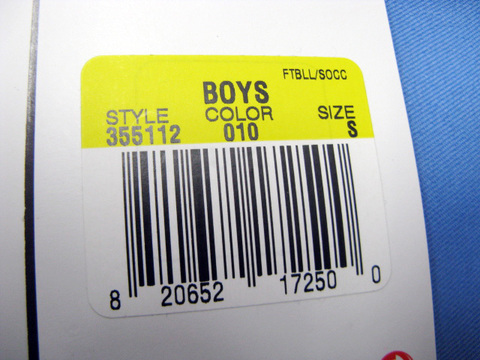 FTBLL/SOCC
BOYS
STYLE COLOR SIZE
355112 010 S
8 20652 17250 0